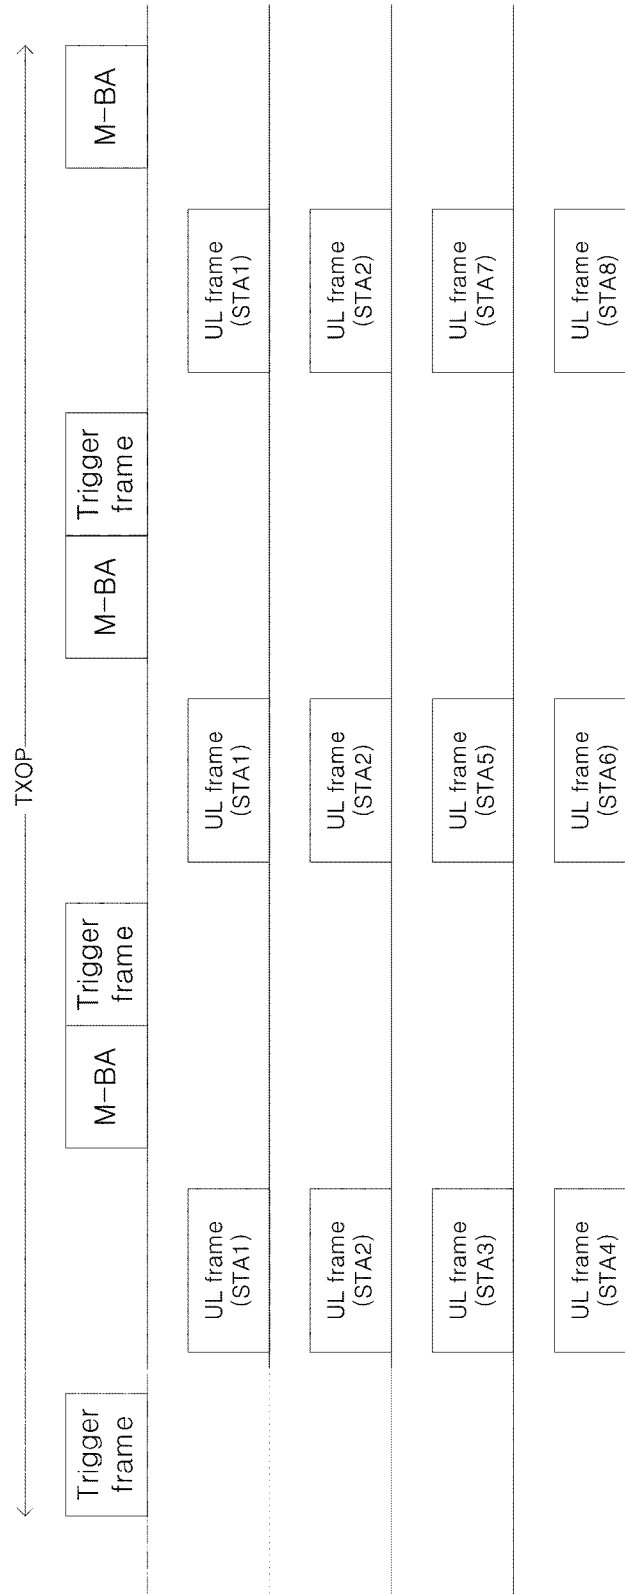 TXOP
Trigger
frame
M-BA
Trigger
frame
M-BA
Trigger
frame
M-BA
UL frame
(STA1)
UL frame
(STA1)
UL frame
(STA1)
UL frame
(STA2)
UL frame
(STA2)
UL frame
(STA2)
UL frame
(STA3)
UL frame
(STA5)
UL frame
(STA7)
UL frame
(STA4)
UL frame
(STA6)
UL frame
(STA8)